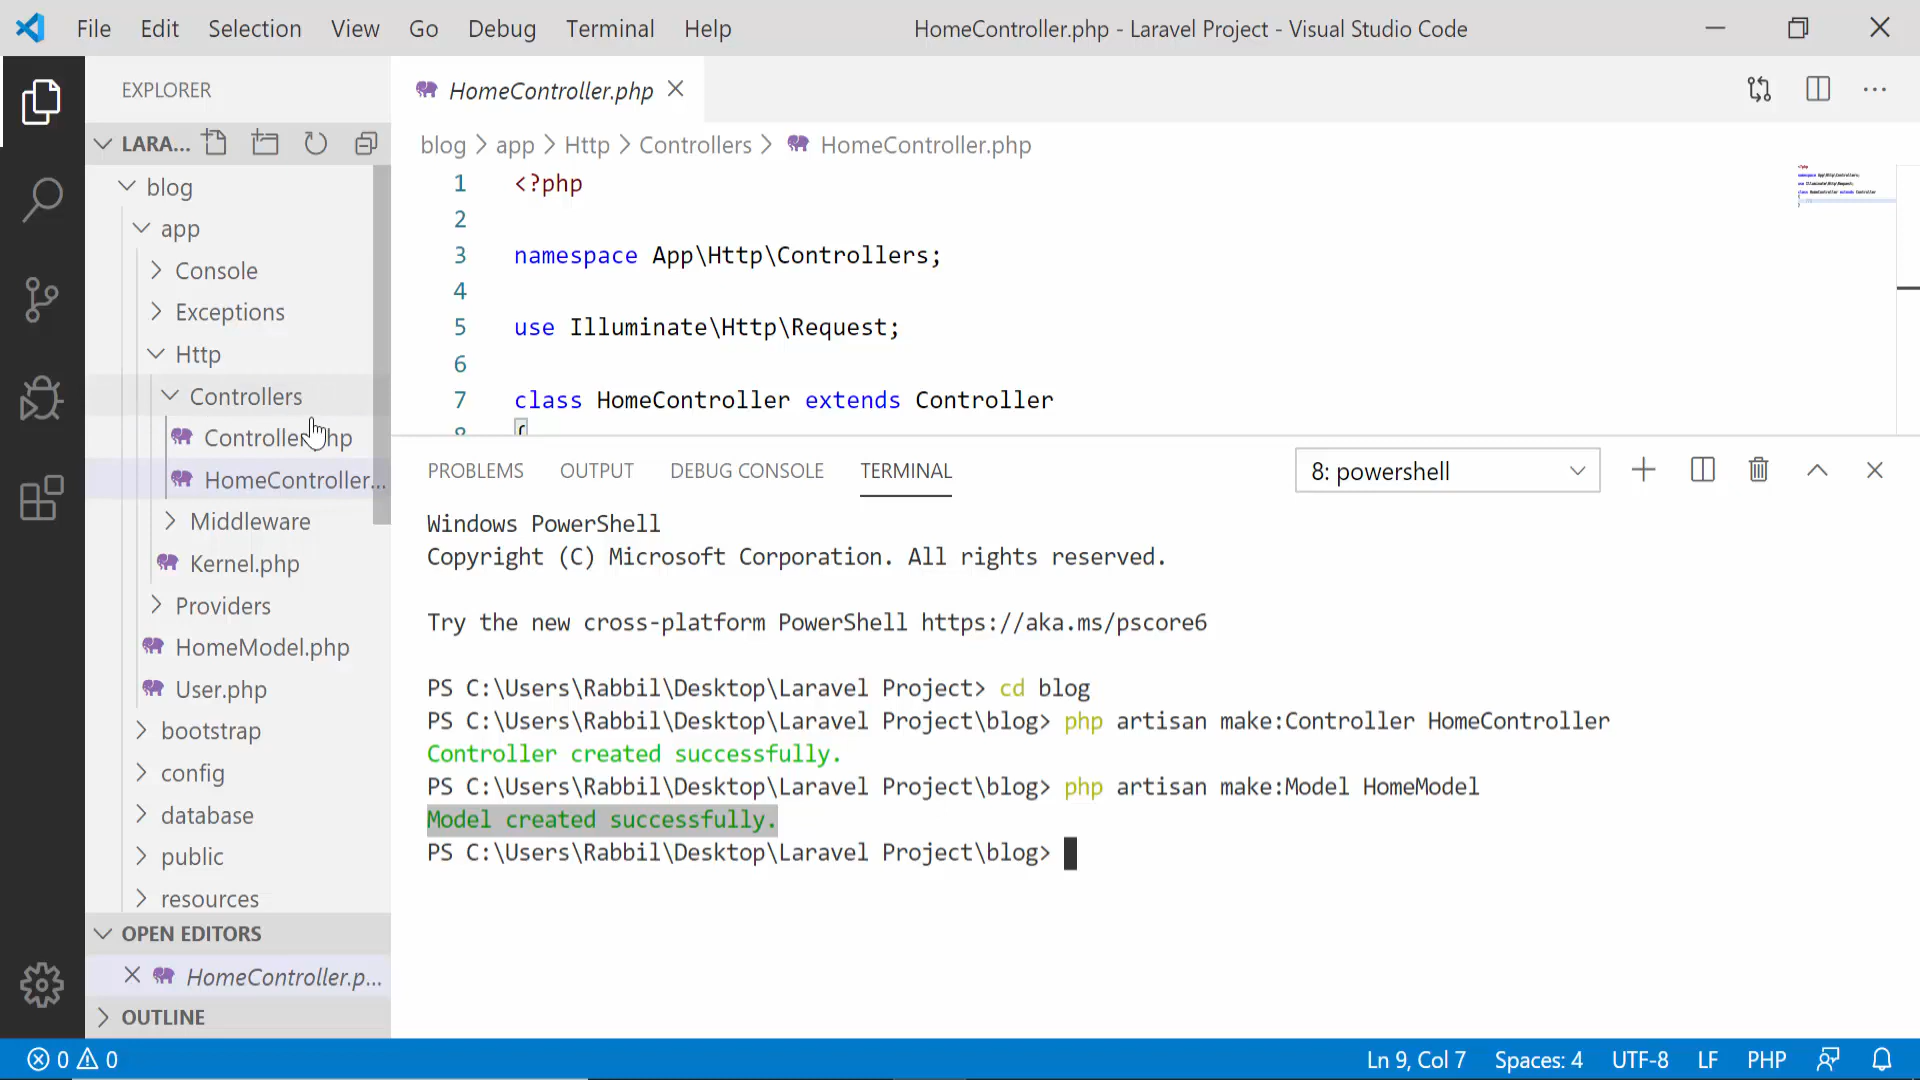 File Edit Selection View Go Debug Terminal Help
HomeController.php - Laravel Project - Visual Studio Code
EXPLORER
LARA...
blog
app
Console
Exceptions
Http
Controllers
Controller.php
HomeController...
Middleware
Kernel.php
Providers
HomeModel.php
User.php
bootstrap
config
database
public
resources
OPEN EDITORS
HomeController.p...
OUTLINE
HomeController.php
blog > app > Http > Controllers > HomeController.php
1 <?php
2
3 namespace App\Http\Controllers;
4
5 use Illuminate\Http\Request;
6
7 class HomeController extends Controller
8 {
PROBLEMS OUTPUT DEBUG CONSOLE TERMINAL
8: powershell
Windows PowerShell
Copyright (C) Microsoft Corporation. All rights reserved.
Try the new cross-platform PowerShell https://aka.ms/pscore6
PS C:\Users\Rabbil\Desktop\Laravel Project> cd blog
PS C:\Users\Rabbil\Desktop\Laravel Project\blog> php artisan make:Controller HomeController
Controller created successfully.
PS C:\Users\Rabbil\Desktop\Laravel Project\blog> php artisan make:Model HomeModel
Model created successfully.
PS C:\Users\Rabbil\Desktop\Laravel Project\blog>
0 0
Ln 9, Col 7 Spaces: 4 UTF-8 LF PHP